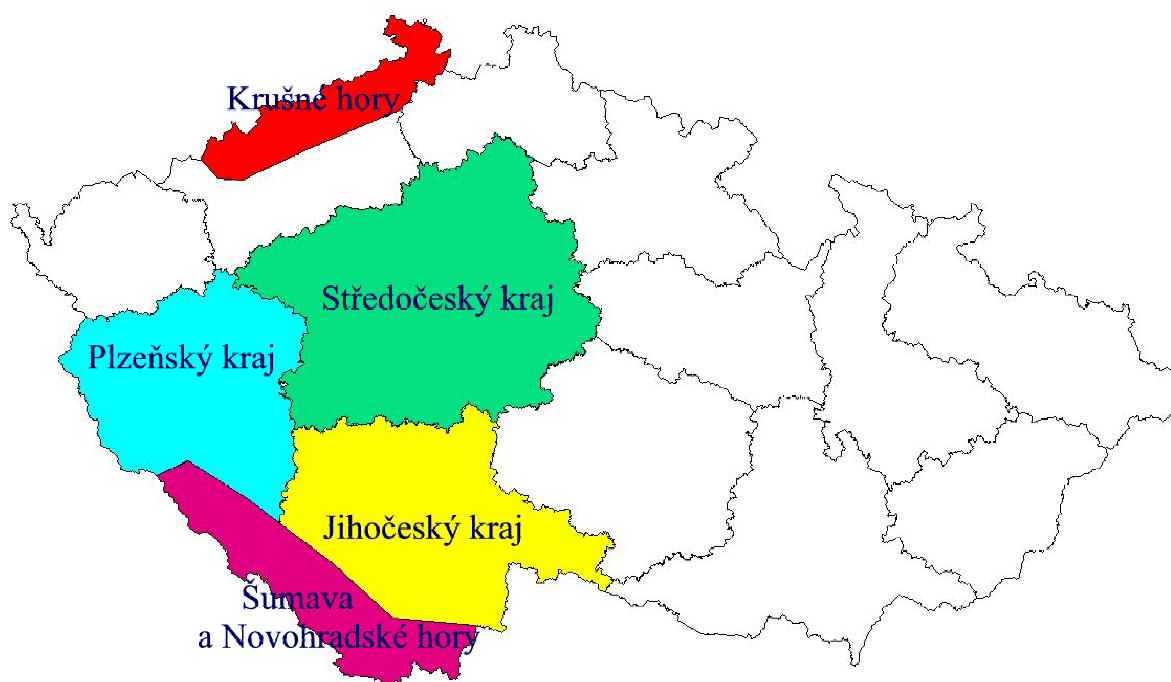 Krušné hory
Středočeský kraj
Plzeňský kraj
Jihočeský kraj
Šumava
a Novohradské hory